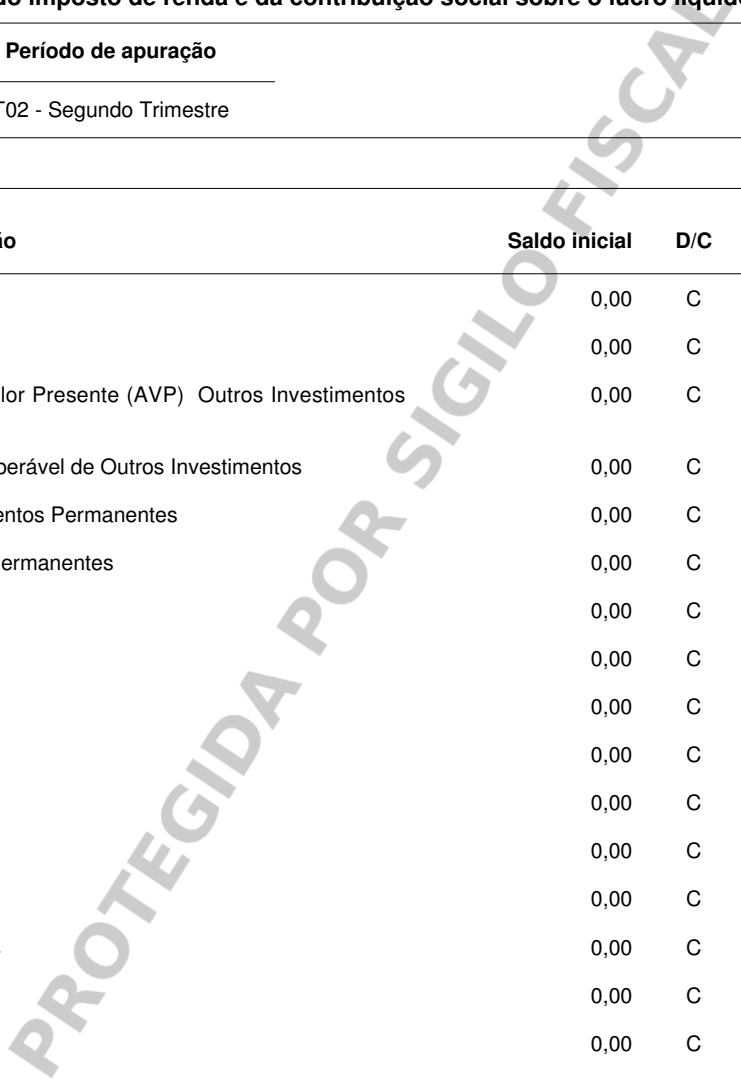 do imposto de renda e da contribuição social sobre o lucro líquido
Período de apuração
T02 - Segundo Trimestre
ão Saldo inicial D/C
0,00 C
0,00 C
lor Presente (AVP) Outros Investimentos 0,00 C
perável de Outros Investimentos 0,00 C
entos Permanentes 0,00 C
ermanentes 0,00 C
0,00 C
0,00 C
0,00 C
0,00 C
0,00 C
0,00 C
0,00 C
0,00 C
0,00 C
0,00 C
PROTEGIDA POR SIGILO FISCAL